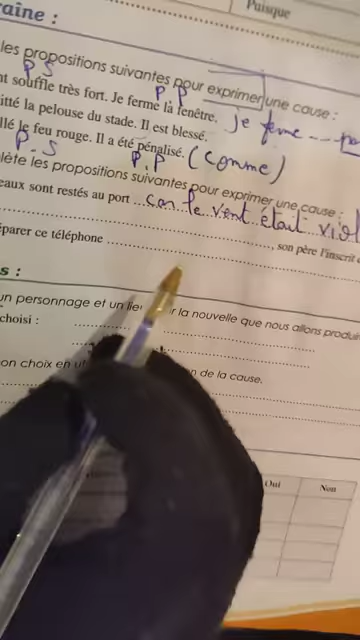 Puisque
aîne :
les propositions suivantes pour exprimer une cause :
P S P P
nt souffle très fort. Je ferme la fenêtre. je ferme ---
itté la pelouse du stade. Il est blessé.
llé le feu rouge. Il a été pénalisé. (comme)
P-S P.P
lète les propositions suivantes pour exprimer une cause :
eaux sont restés au port ... car le vent était viol
éparer ce téléphone ............, son père l'inscrit
s :
un personnage et un lie r la nouvelle que nous allons produi
choisi :
on choix en ut n de la cause.
Oui Non